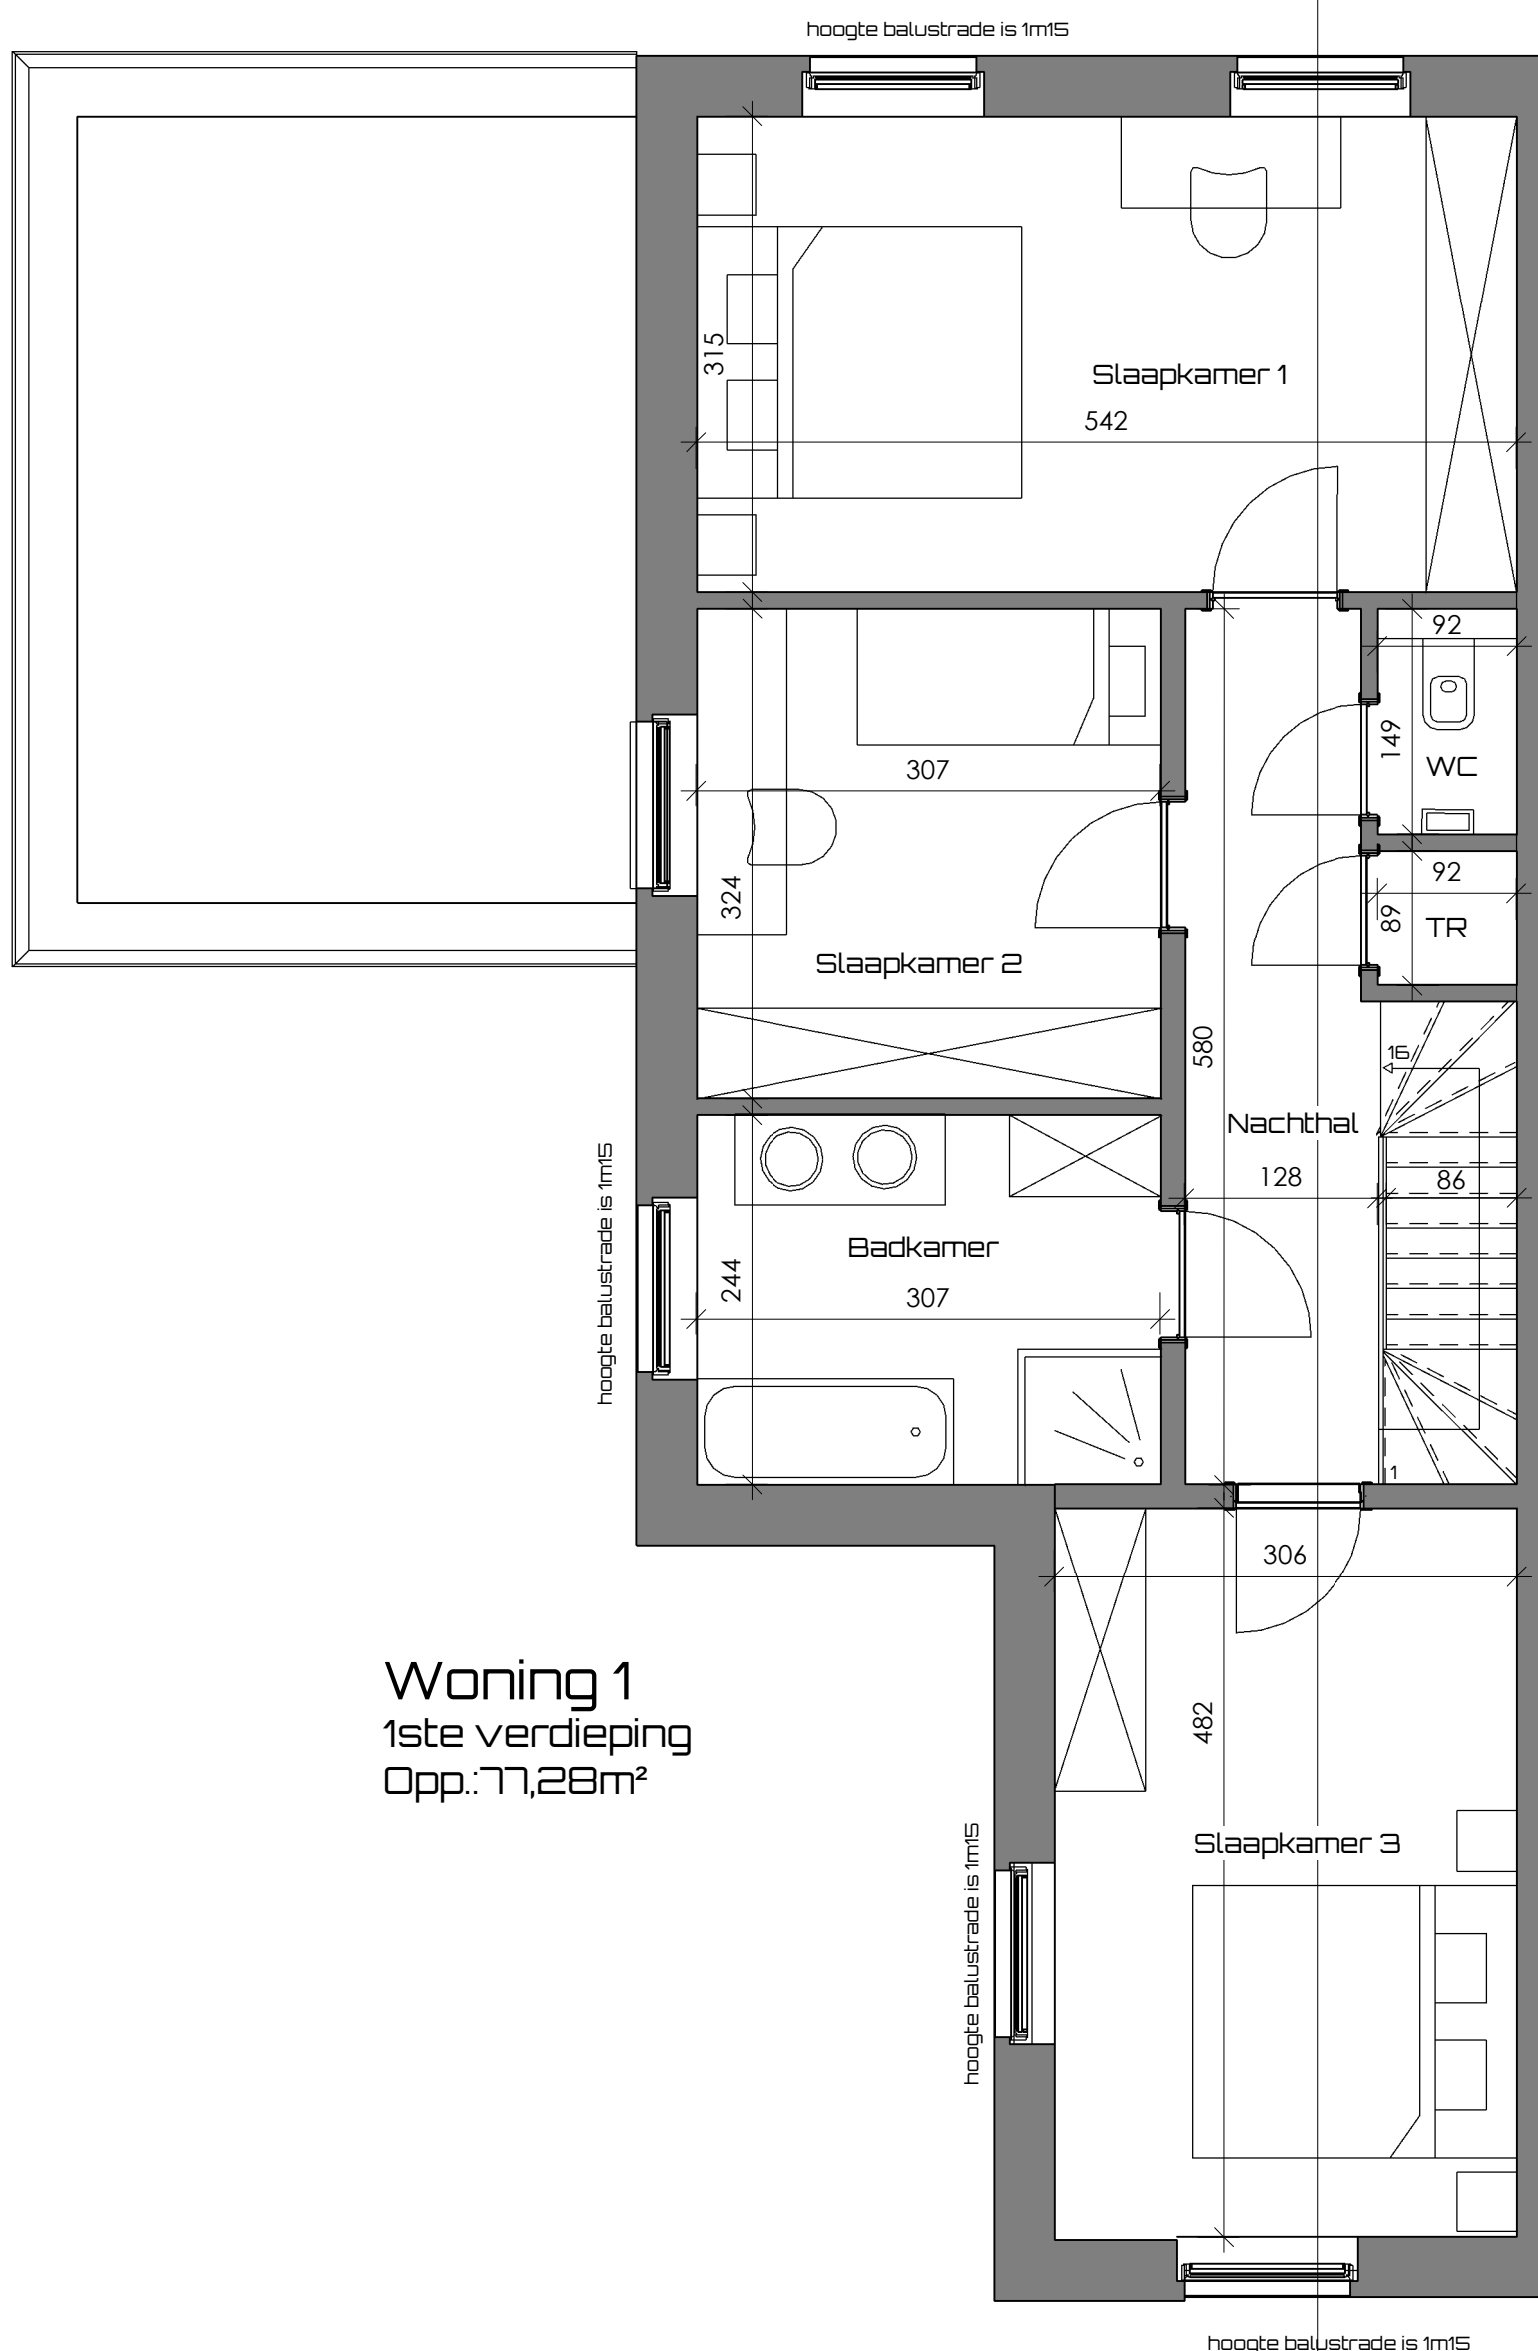 hoogte balustrade is 1m15
315
Slaapkamer 1
542
92
149
WC
307
324
Slaapkamer 2
92
89
TR
580
16
Nachthal
128
86
hoogte balustrade is 1m15
Badkamer
244
307
1
306
Woning 1
1ste verdieping
Opp.:77,28m²
482
Slaapkamer 3
hoogte balustrade is 1m15
hoogte balustrade is 1m15